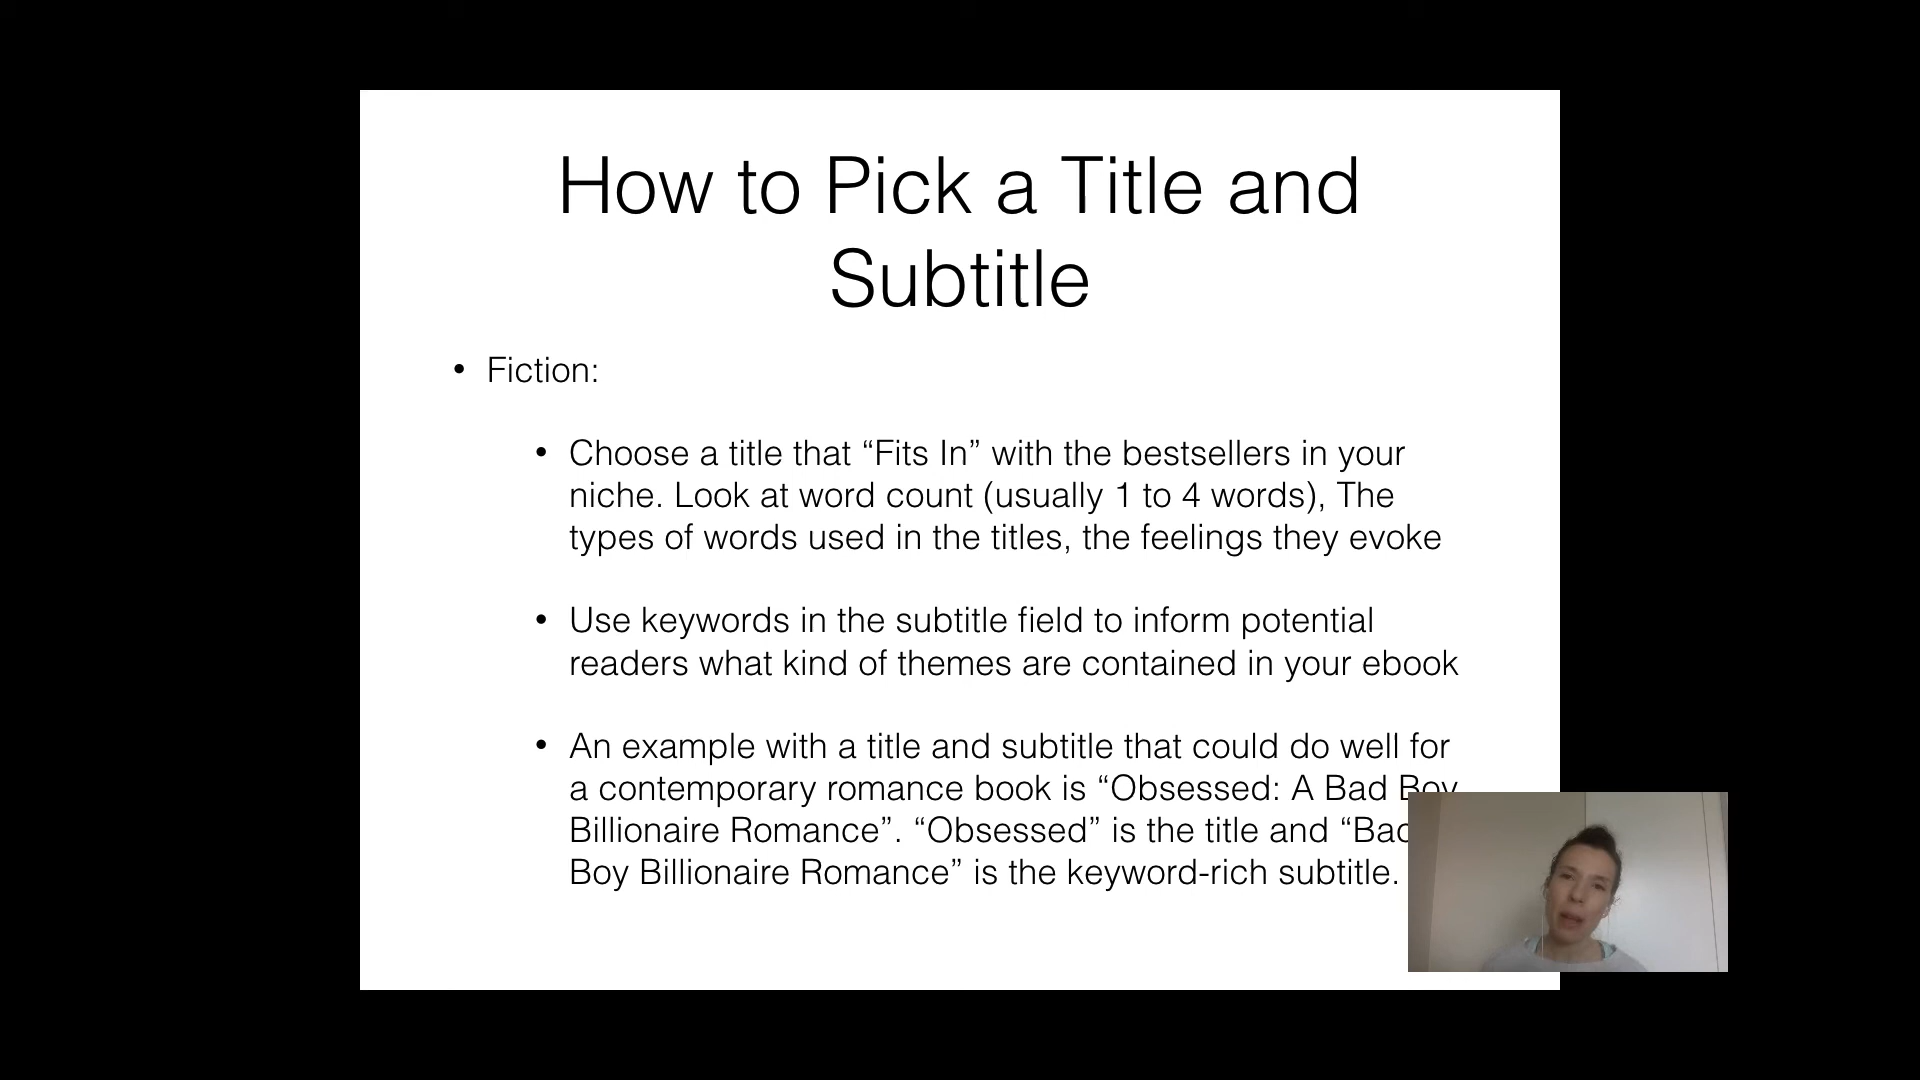 How to Pick a Title and
Subtitle
• Fiction:
• Choose a title that “Fits In” with the bestsellers in your
niche. Look at word count (usually 1 to 4 words), The
types of words used in the titles, the feelings they evoke
• Use keywords in the subtitle field to inform potential
readers what kind of themes are contained in your ebook
• An example with a title and subtitle that could do well for
a contemporary romance book is “Obsessed: A Bad Boy
Billionaire Romance”. “Obsessed” is the title and “Bad
Boy Billionaire Romance” is the keyword-rich subtitle.